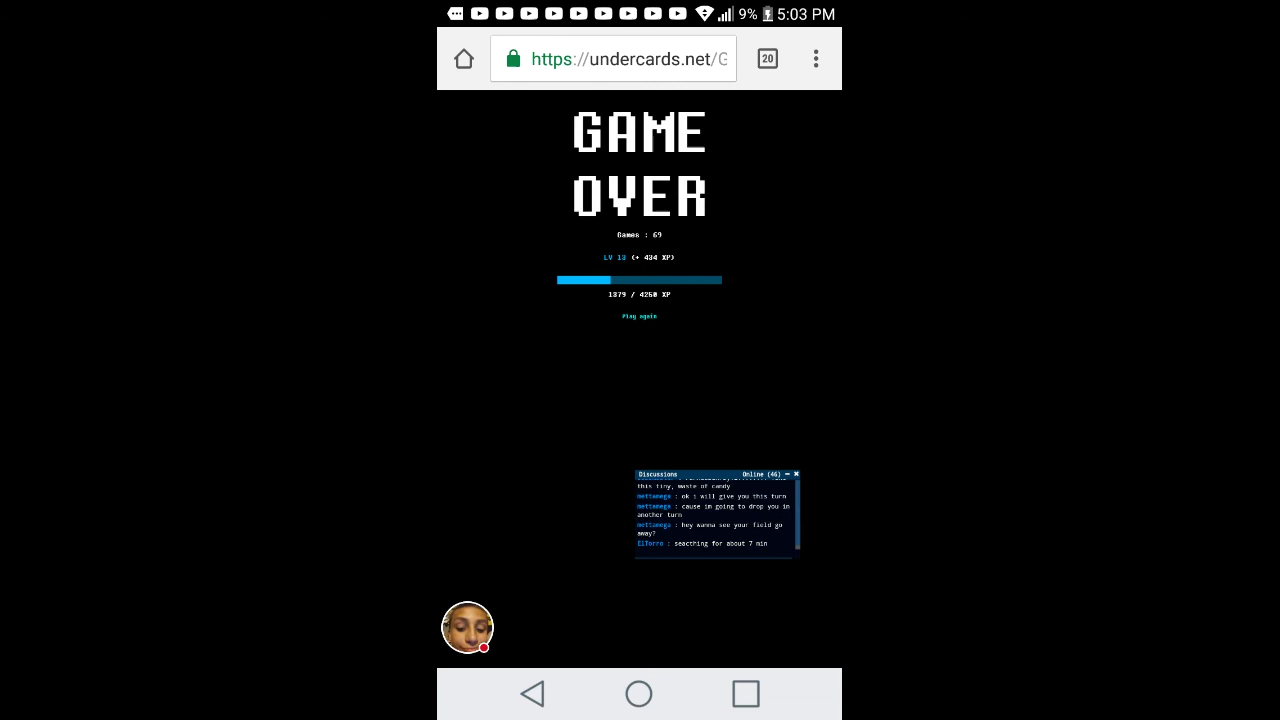 9% 5:03 PM
https://undercards.net/G
20
GAME
OVER
Games : 69
LV 13 (+ 434 XP)
1379 / 4250 XP
Play again
Discussions Online (46)
this tiny, waste of candy
mettamega : ok i will give you this turn
mettamega : cause im going to drop you in
another turn
mettamega : hey wanna see your field go
away?
ElTorro : seacthing for about 7 min